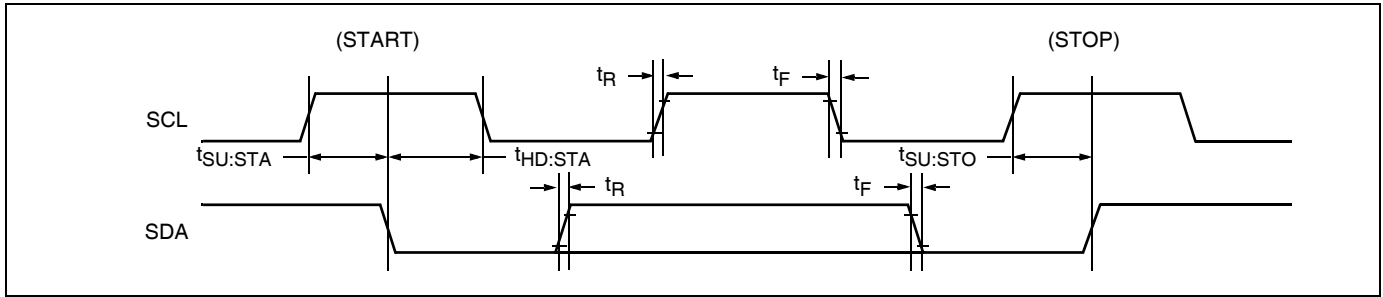 (START) (STOP)
tR tF
SCL
tSU:STA tHD:STA tSU:STO
tR tF
SDA